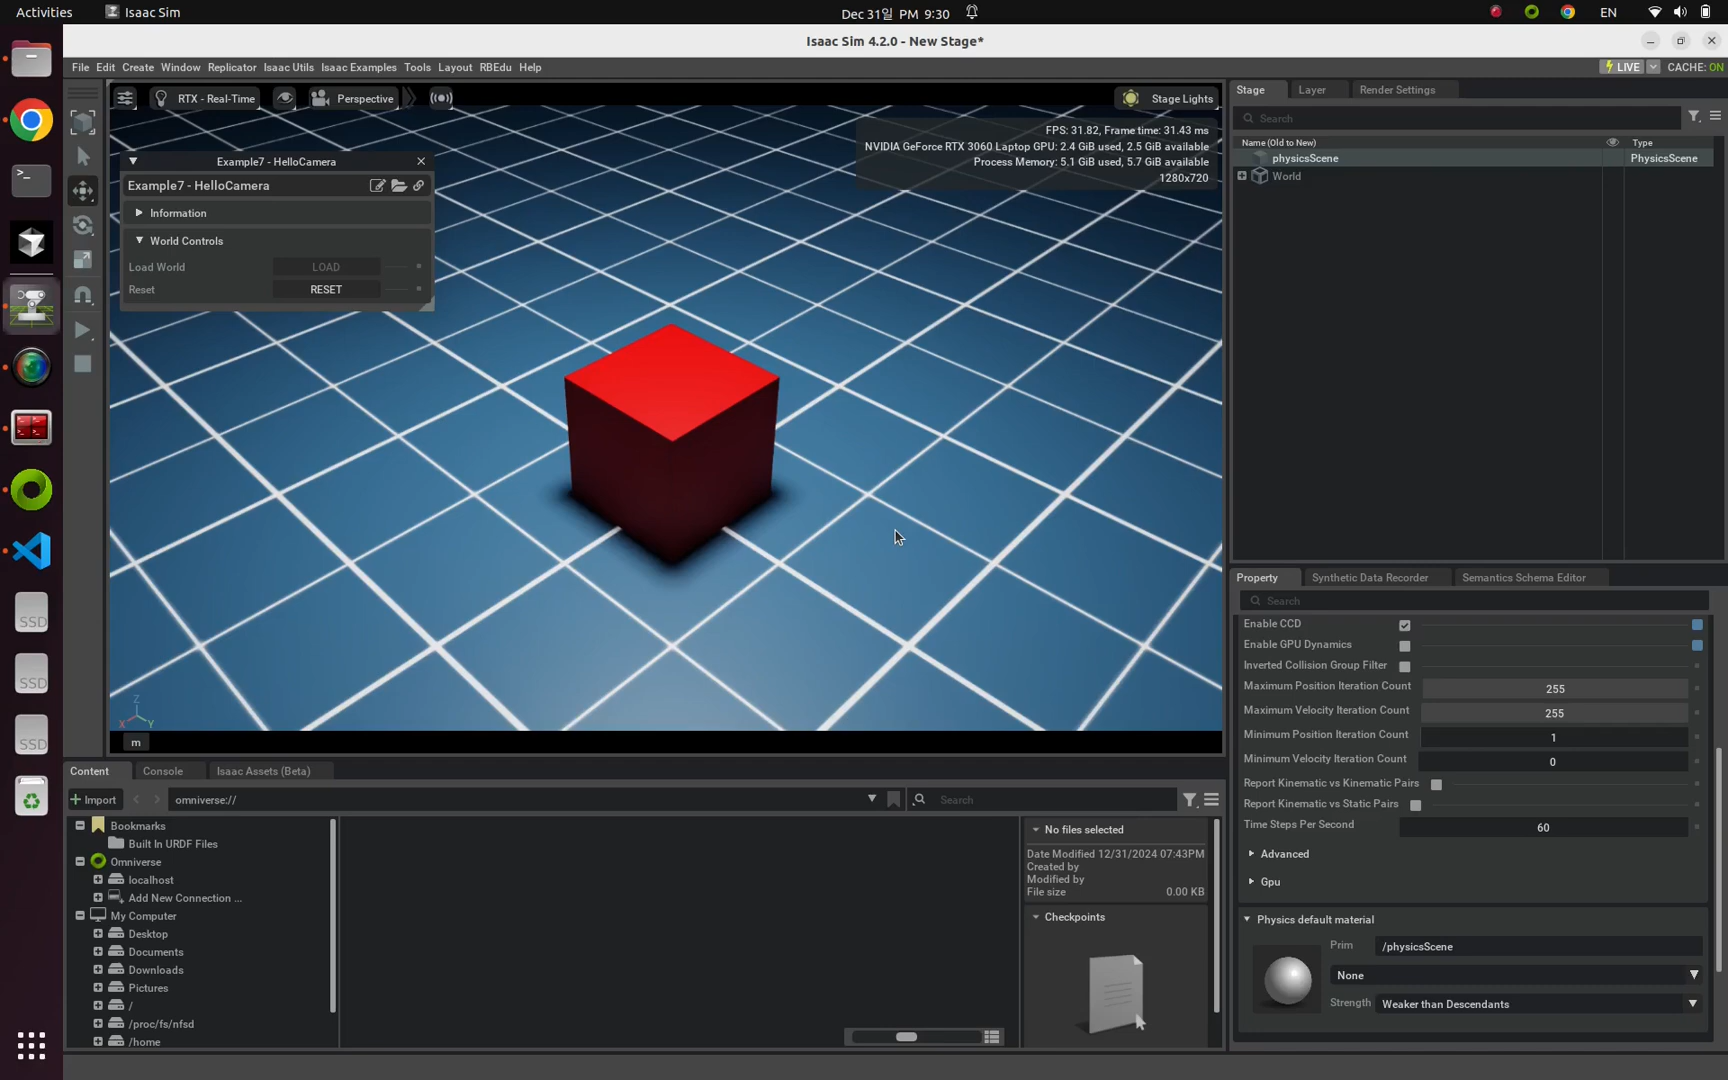 Activities
Isaac Sim
Dec 31일 PM 9:30
EN
Isaac Sim 4.2.0 - New Stage*
File Edit Create Window Replicator Isaac Utils Isaac Examples Tools Layout RBEdu Help
LIVE
CACHE: ON
RTX - Real-Time
Perspective
Stage Lights
FPS: 31.82, Frame time: 31.43 ms
NVIDIA GeForce RTX 3060 Laptop GPU: 2.4 GiB used, 2.5 GiB available
Process Memory: 5.1 GiB used, 5.7 GiB available
1280x720
Example7 - HelloCamera
Example7 - HelloCamera
Information
World Controls
Load World
LOAD
Reset
RESET
Z
X
Y
m
Stage
Layer
Render Settings
Search
Name (Old to New)
Type
physicsScene
PhysicsScene
World
Property
Synthetic Data Recorder
Semantics Schema Editor
Search
Enable CCD
Enable GPU Dynamics
Inverted Collision Group Filter
Maximum Position Iteration Count
255
Maximum Velocity Iteration Count
255
Minimum Position Iteration Count
1
Minimum Velocity Iteration Count
0
Report Kinematic vs Kinematic Pairs
Report Kinematic vs Static Pairs
Time Steps Per Second
60
Advanced
Gpu
Physics default material
Prim
/physicsScene
None
Strength
Weaker than Descendants
Content
Console
Isaac Assets (Beta)
Import
omniverse://
Search
Bookmarks
Built In URDF Files
Omniverse
localhost
Add New Connection ...
My Computer
Desktop
Documents
Downloads
Pictures
/
/proc/fs/nfsd
/home
No files selected
Date Modified 12/31/2024 07:43PM
Created by
Modified by
File size
0.00 KB
Checkpoints
SSD
SSD
SSD